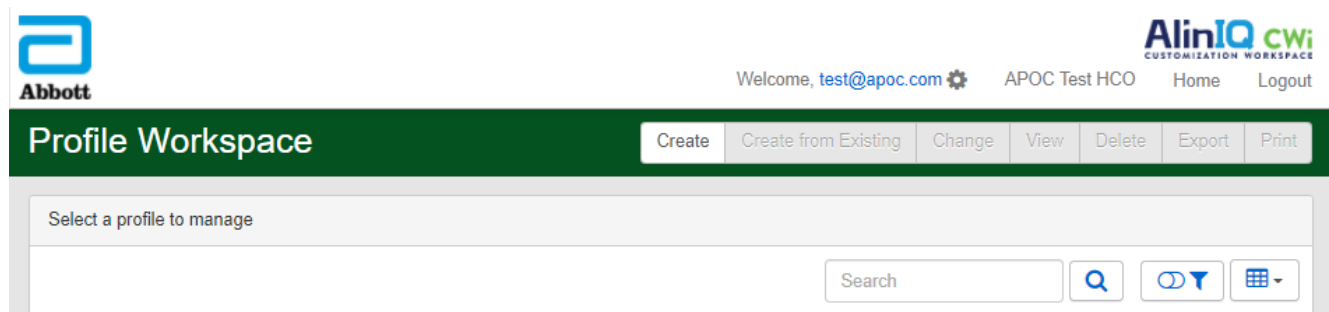 Abbott
AlinIQ CWi
CUSTOMIZATION WORKSPACE
Welcome, test@apoc.com APOC Test HCO Home Logout
Profile Workspace
Create Create from Existing Change View Delete Export Print
Select a profile to manage
Search